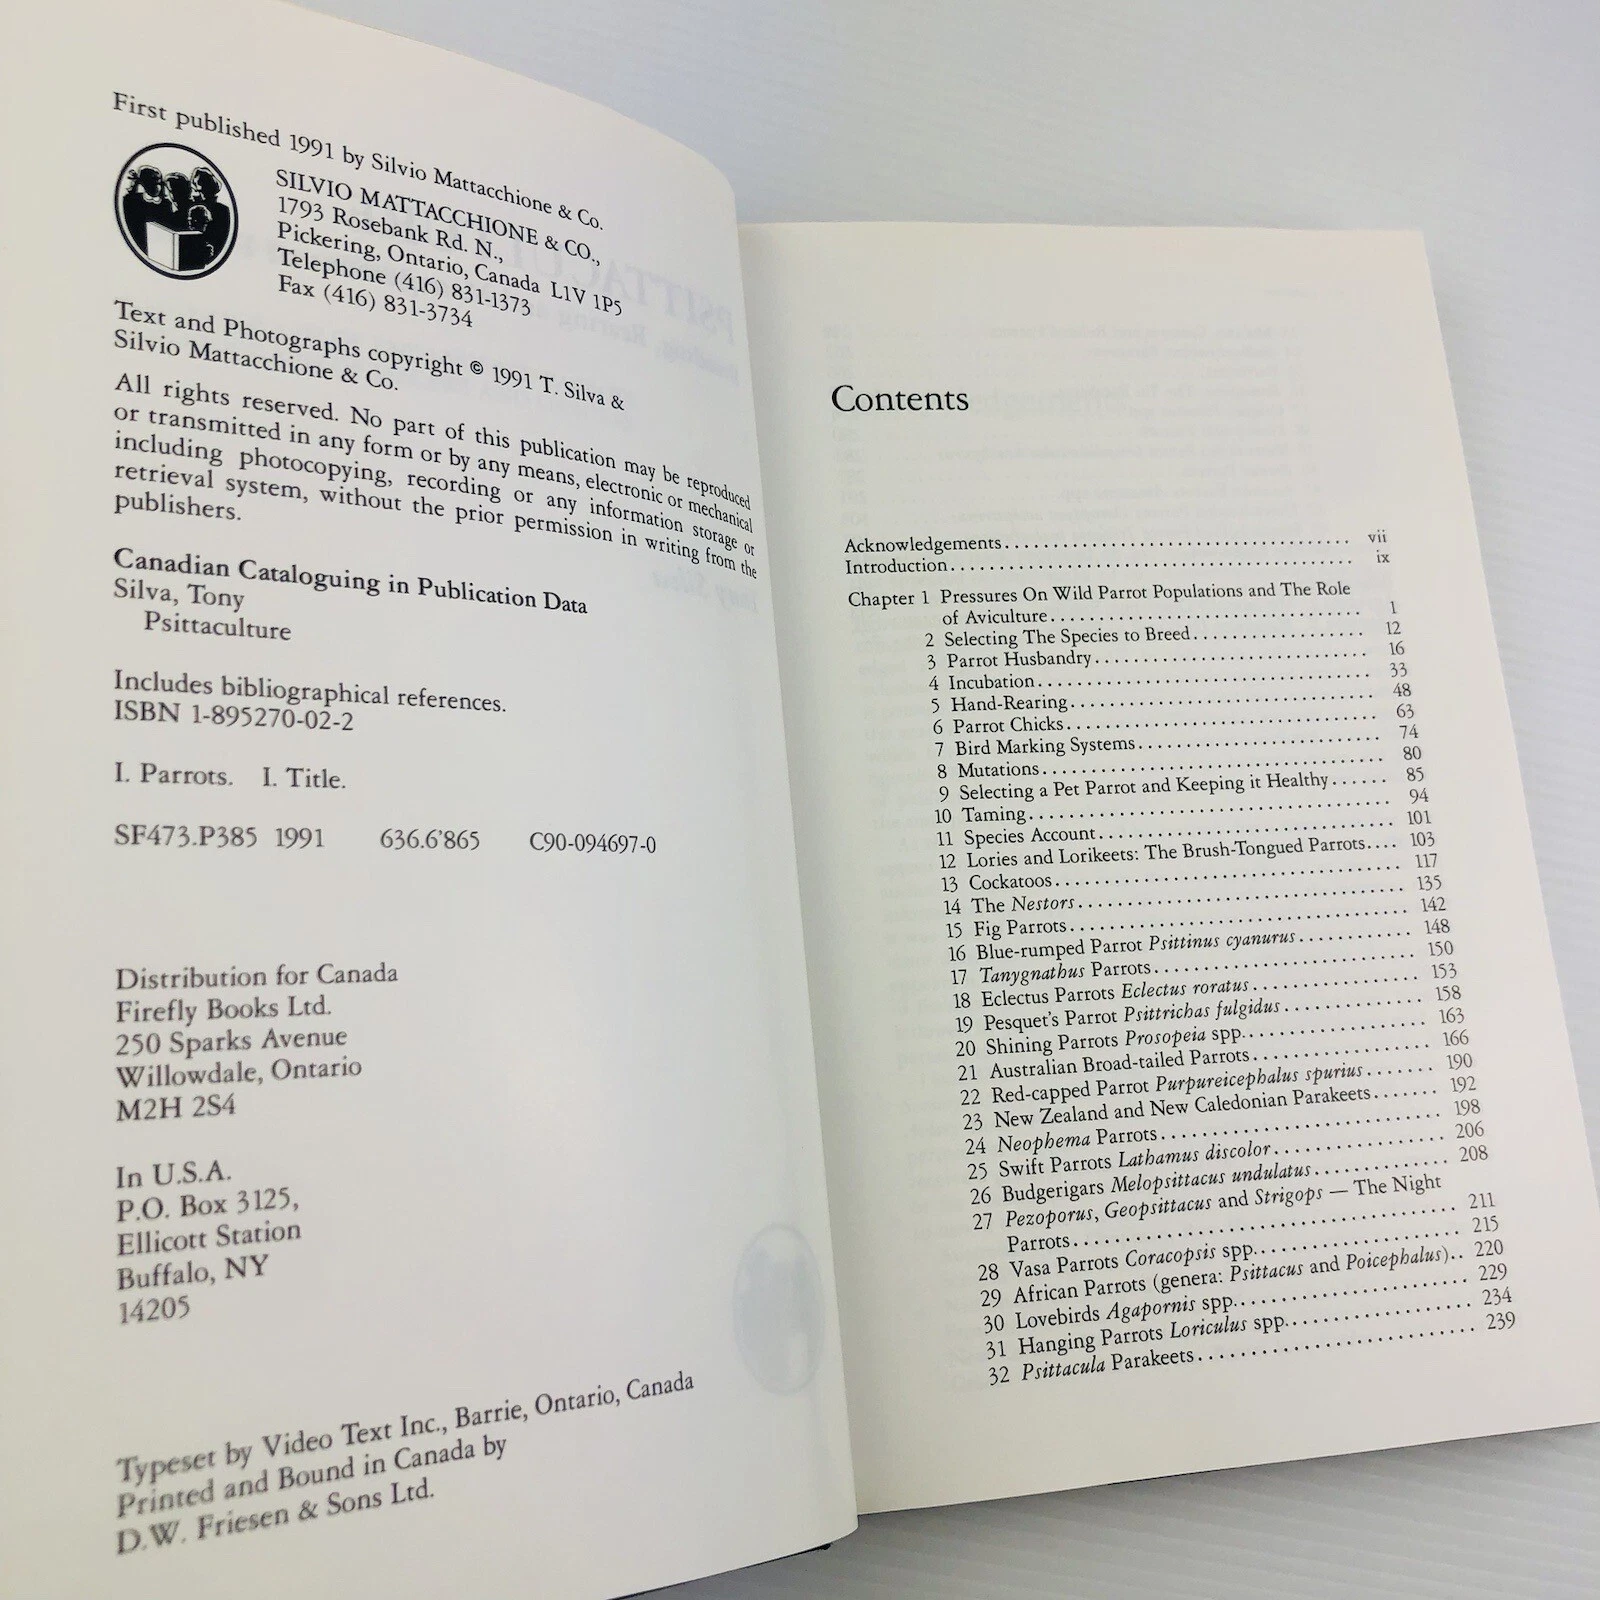 First published 1991 by Silvio Mattacchione & Co.
SILVIO MATTACCHIONE & CO.,
1793 Rosebank Rd. N.,
Pickering, Ontario, Canada L1V 1P5
Telephone (416) 831-1373
Fax (416) 831-3734
Text and Photographs copyright © 1991 T. Silva &
Silvio Mattacchione & Co.
All rights reserved. No part of this publication may be reproduced
or transmitted in any form or by any means, electronic or mechanical
including photocopying, recording or any information storage or
retrieval system, without the prior permission in writing from the
publishers.
Canadian Cataloguing in Publication Data
Silva, Tony
Psittaculture
Includes bibliographical references.
ISBN 1-895270-02-2
I. Parrots. I. Title.
SF473.P385 1991 636.6'865 C90-094697-0
Distribution for Canada
Firefly Books Ltd.
250 Sparks Avenue
Willowdale, Ontario
M2H 2S4
In U.S.A.
P.O. Box 3125,
Ellicott Station
Buffalo, NY
14205
Typeset by Video Text Inc., Barrie, Ontario, Canada
Printed and Bound in Canada by
D.W. Friesen & Sons Ltd.
Contents
Acknowledgements.................................... vii
Introduction.......................................... ix
Chapter 1 Pressures On Wild Parrot Populations and The Role
of Aviculture................................. 1
2 Selecting The Species to Breed.................. 12
3 Parrot Husbandry............................ 16
4 Incubation.................................. 33
5 Hand-Rearing............................... 48
6 Parrot Chicks................................ 63
7 Bird Marking Systems........................ 74
8 Mutations................................... 80
9 Selecting a Pet Parrot and Keeping it Healthy...... 85
10 Taming..................................... 94
11 Species Account.............................. 101
12 Lories and Lorikeets: The Brush-Tongued Parrots.... 103
13 Cockatoos................................... 117
14 The Nestors................................. 135
15 Fig Parrots.................................. 142
16 Blue-rumped Parrot Psittinus cyanurus............ 148
17 Tanygnathus Parrots.......................... 150
18 Eclectus Parrots Eclectus roratus................. 153
19 Pesquet's Parrot Psittrichas fulgidus.............. 158
20 Shining Parrots Prosopeia spp................... 163
21 Australian Broad-tailed Parrots.................. 166
22 Red-capped Parrot Purpureicephalus spurius....... 190
23 New Zealand and New Caledonian Parakeets....... 192
24 Neophema Parrots............................ 198
25 Swift Parrots Lathamus discolor.................. 206
26 Budgerigars Melopsittacus undulatus.............. 208
27 Pezoporus, Geopsittacus and Strigops — The Night
Parrots..................................... 211
28 Vasa Parrots Coracopsis spp..................... 215
29 African Parrots (genera: Psittacus and Poicephalus).. 220
30 Lovebirds Agapornis spp....................... 229
31 Hanging Parrots Loriculus spp................... 234
32 Psittacula Parakeets........................... 239